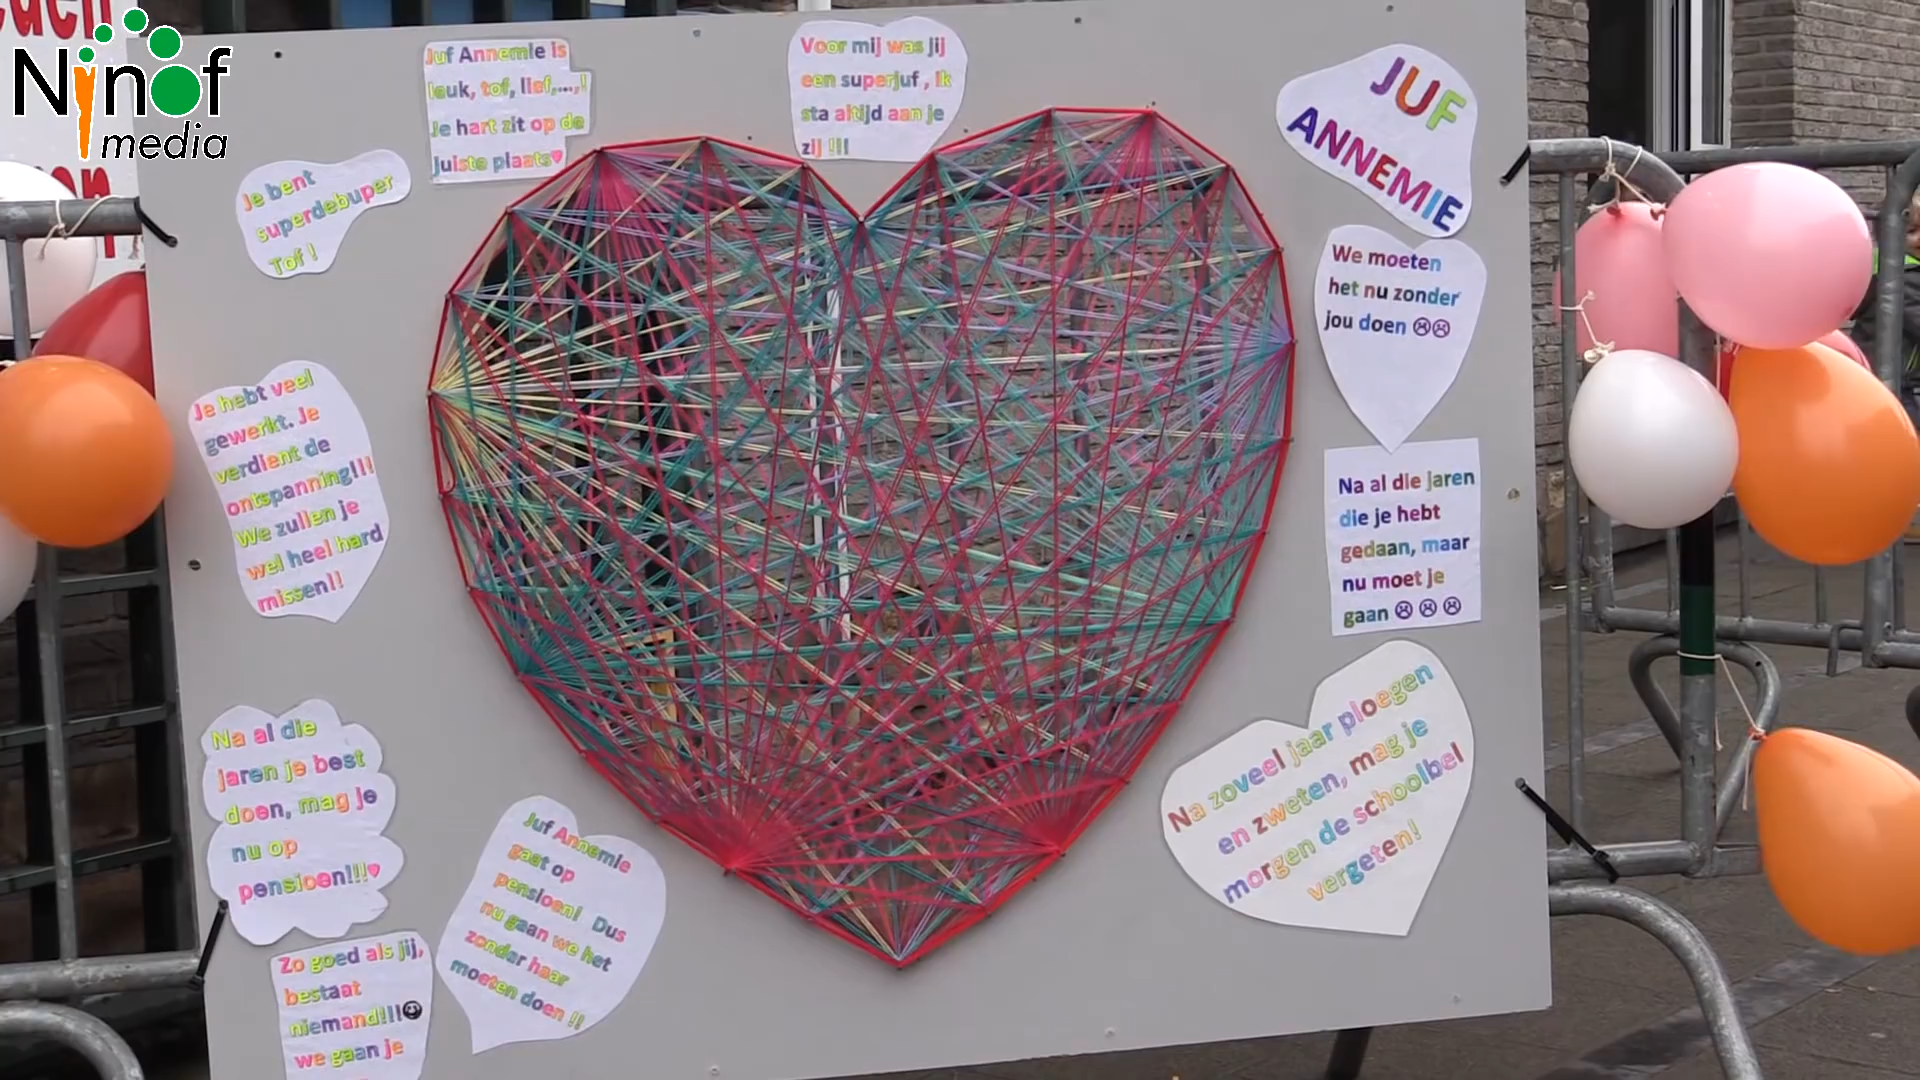 Ninof
media
Juf Annemie is
leuk, tof, lief,...,!
Je hart zit op de
juiste plaats♥
Voor mij was jij
een superjuf , ik
sta altijd aan je
zij !!!
JUF
ANNEMIE
Je bent
superdebuper
Tof !
We moeten
het nu zonder
jou doen ☹☹
Je hebt veel
gewerkt. Je
verdient de
ontspanning!!!
We zullen je
wel heel hard
missen!!
Na al die jaren
die je hebt
gedaan, maar
nu moet je
gaan ☹ ☹ ☹
Na al die
jaren je best
doen, mag je
nu op
pensioen!!!♥
Na zoveel jaar ploegen
en zweten, mag je
morgen de schoolbel
vergeten!
Juf Annemie
gaat op
pensioen! Dus
nu gaan we het
zonder haar
moeten doen !!
Zo goed als jij,
bestaat
niemand!!!☺
we gaan je